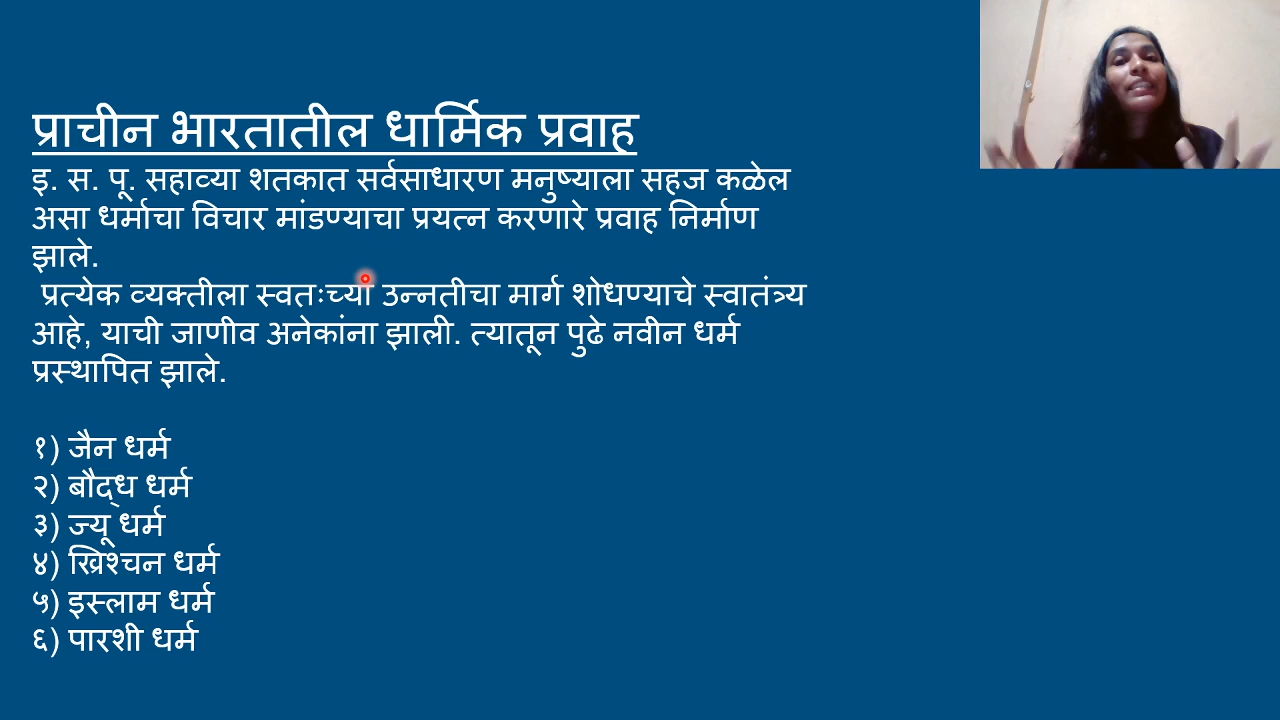 प्राचीन भारतातील धार्मिक प्रवाह
इ. स. पू. सहाव्या शतकात सर्वसाधारण मनुष्याला सहज कळेल
असा धर्माचा विचार मांडण्याचा प्रयत्न करणारे प्रवाह निर्माण
झाले.
प्रत्येक व्यक्तीला स्वतःच्या उन्नतीचा मार्ग शोधण्याचे स्वातंत्र्य
आहे, याची जाणीव अनेकांना झाली. त्यातून पुढे नवीन धर्म
प्रस्थापित झाले.
१) जैन धर्म
२) बौद्ध धर्म
३) ज्यू धर्म
४) ख्रिश्चन धर्म
५) इस्लाम धर्म
६) पारशी धर्म